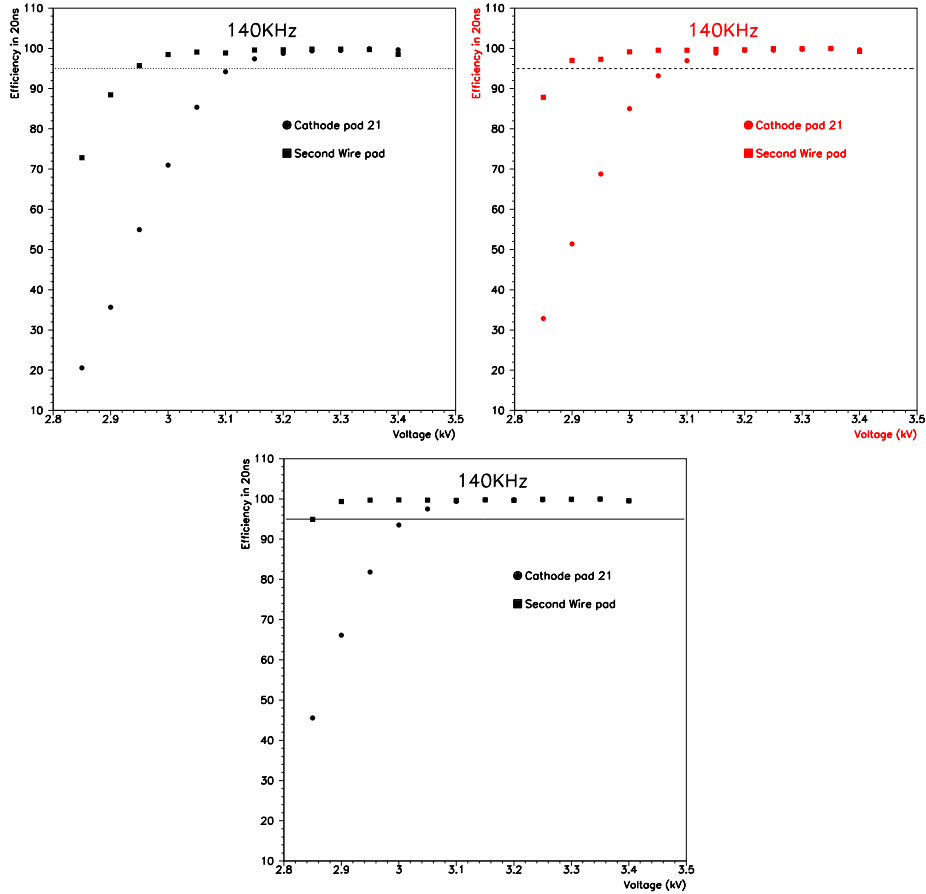 140KHz
Efficiency in 20ns
110
100
90
80
70
60
50
40
30
20
10
Cathode pad 21
Second Wire pad
2.8 2.9 3 3.1 3.2 3.3 3.4 3.5
Voltage (kV)
140KHz
Efficiency in 20ns
110
100
90
80
70
60
50
40
30
20
10
Cathode pad 21
Second Wire pad
2.8 2.9 3 3.1 3.2 3.3 3.4 3.5
Voltage (kV)
140KHz
Efficiency in 20ns
110
100
90
80
70
60
50
40
30
20
10
Cathode pad 21
Second Wire pad
2.8 2.9 3 3.1 3.2 3.3 3.4 3.5
Voltage (kV)